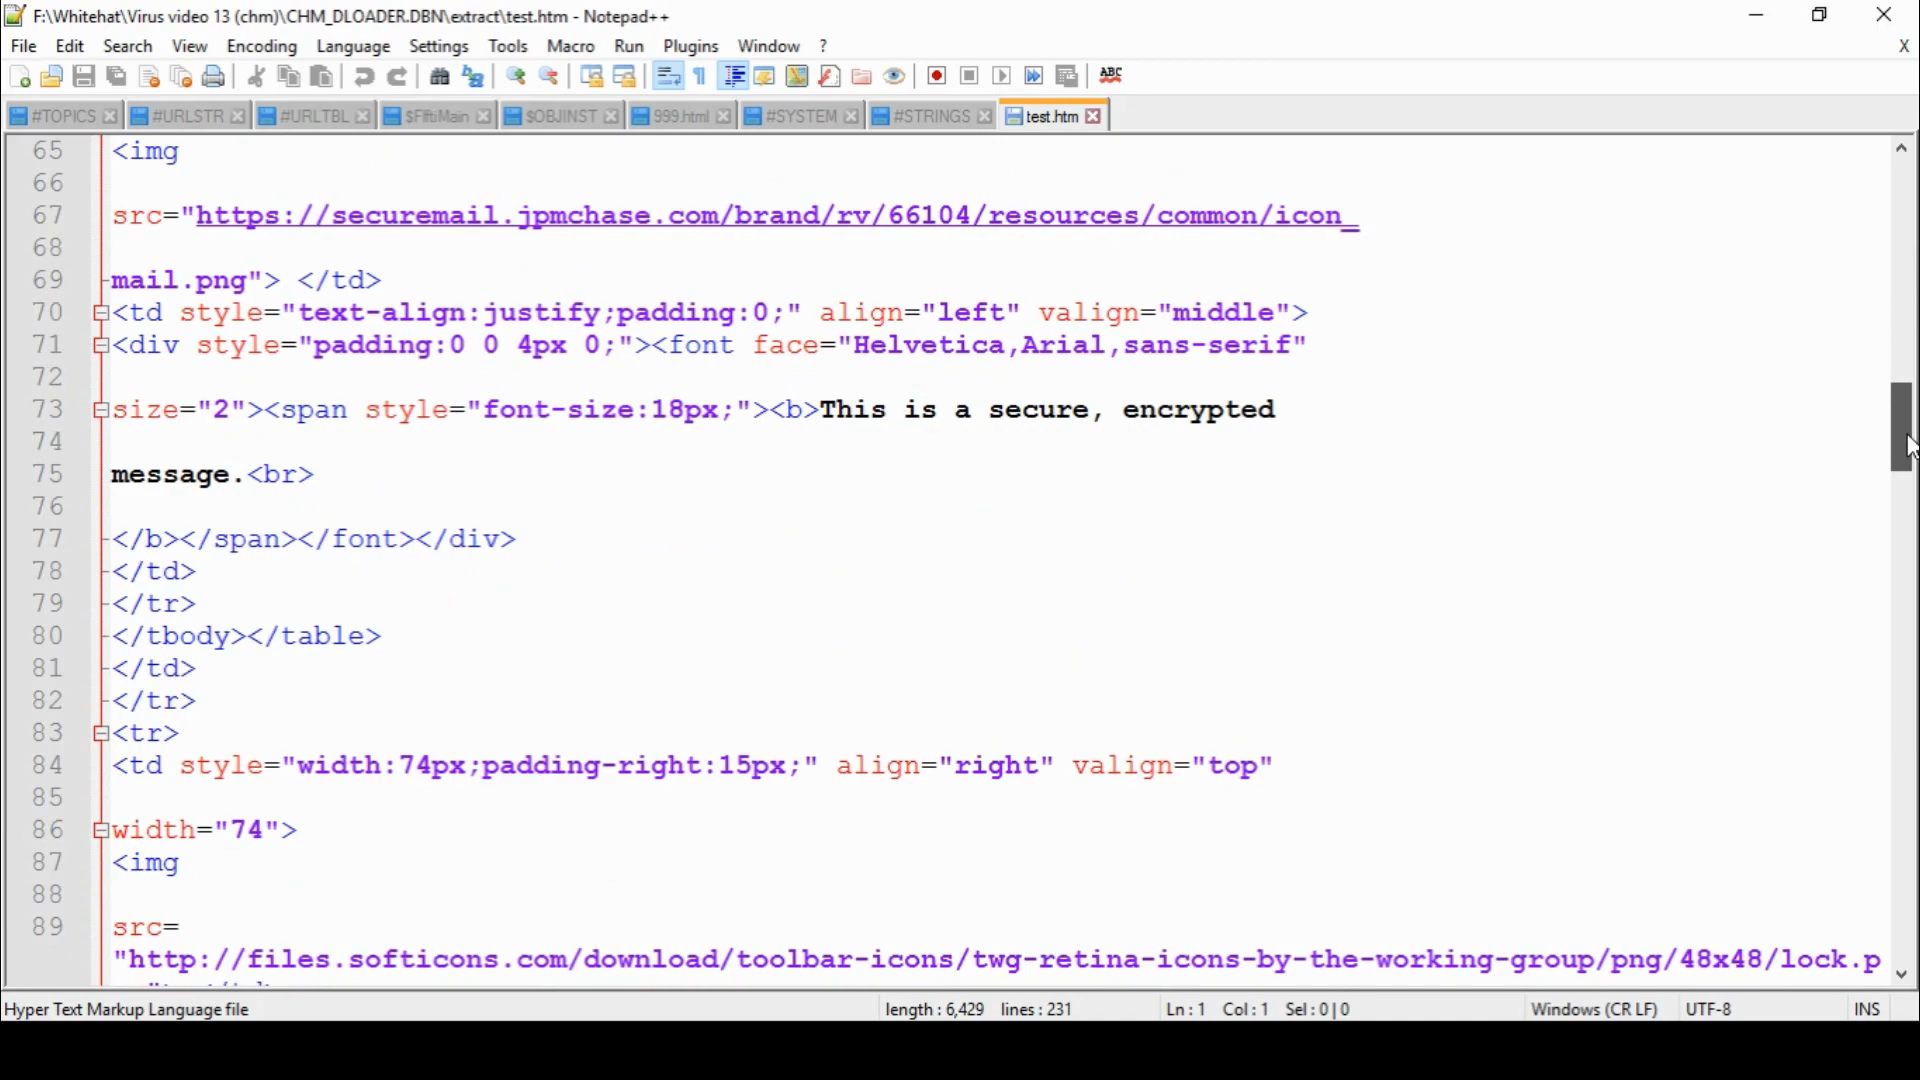 F:\Whitehat\Virus video 13 (chm)\CHM_DLOADER.DBN\extract\test.htm - Notepad++
File Edit Search View Encoding Language Settings Tools Macro Run Plugins Window ? X
ABC
#TOPICS #URLSTR #URLTBL $FIftiMain $OBJINST 999.html #SYSTEM #STRINGS test.htm
65 <img
66
67 src="https://securemail.jpmchase.com/brand/rv/66104/resources/common/icon_
68
69 mail.png"> </td>
70 <td style="text-align:justify;padding:0;" align="left" valign="middle">
71 <div style="padding:0 0 4px 0;"><font face="Helvetica,Arial,sans-serif"
72
73 size="2"><span style="font-size:18px;"><b>This is a secure, encrypted
74
75 message.<br>
76
77 </b></span></font></div>
78 </td>
79 </tr>
80 </tbody></table>
81 </td>
82 </tr>
83 <tr>
84 <td style="width:74px;padding-right:15px;" align="right" valign="top"
85
86 width="74">
87 <img
88
89 src=
"http://files.softicons.com/download/toolbar-icons/twg-retina-icons-by-the-working-group/png/48x48/lock.p
Hyper Text Markup Language file length : 6,429 lines : 231 Ln : 1 Col : 1 Sel : 0 | 0 Windows (CR LF) UTF-8 INS